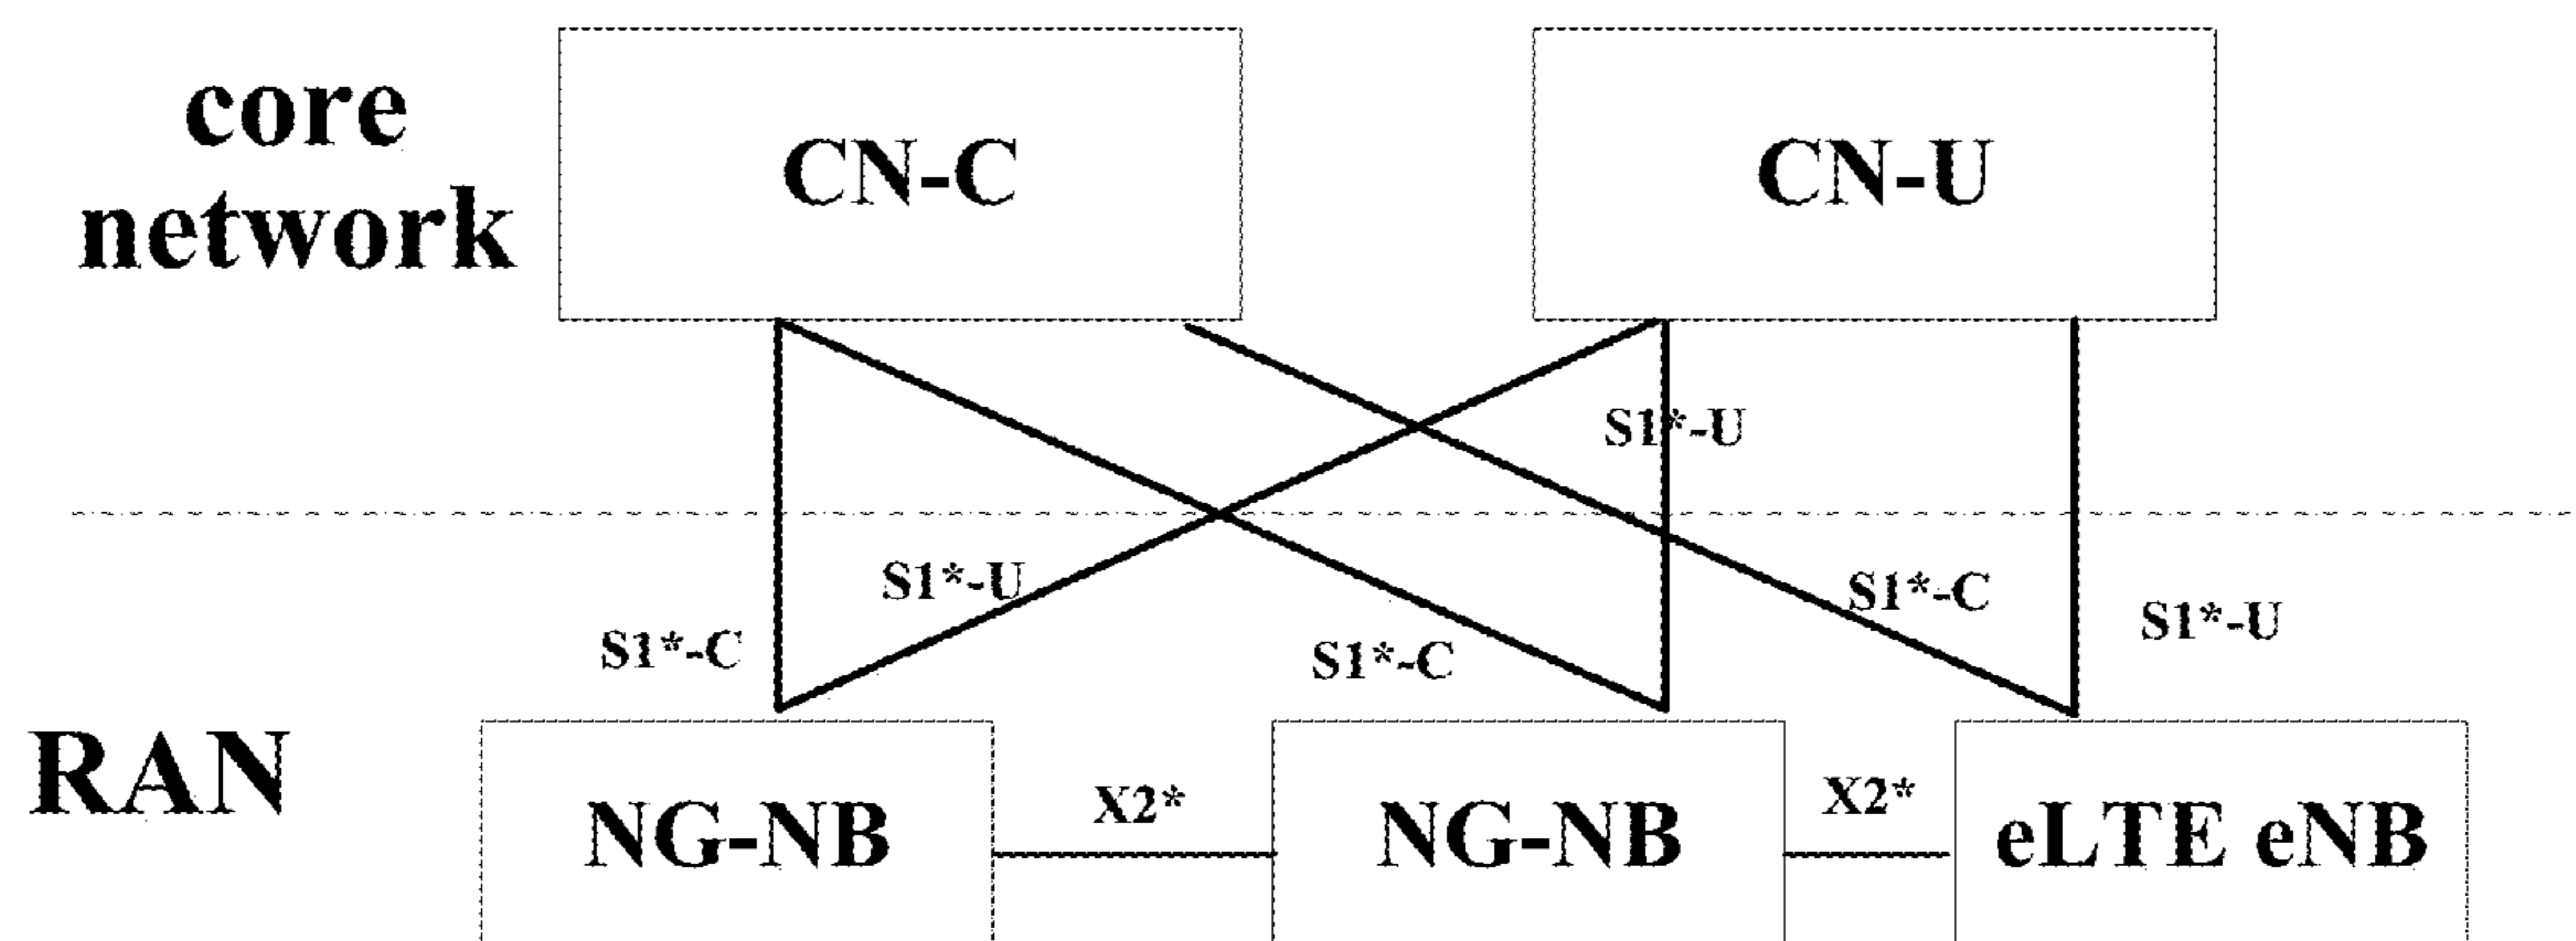 core
network
CN-C
CN-U
S1*-U
S1*-U
S1*-C
S1*-U
S1*-C
S1*-C
RAN
NG-NB
X2*
NG-NB
X2*
eLTE eNB